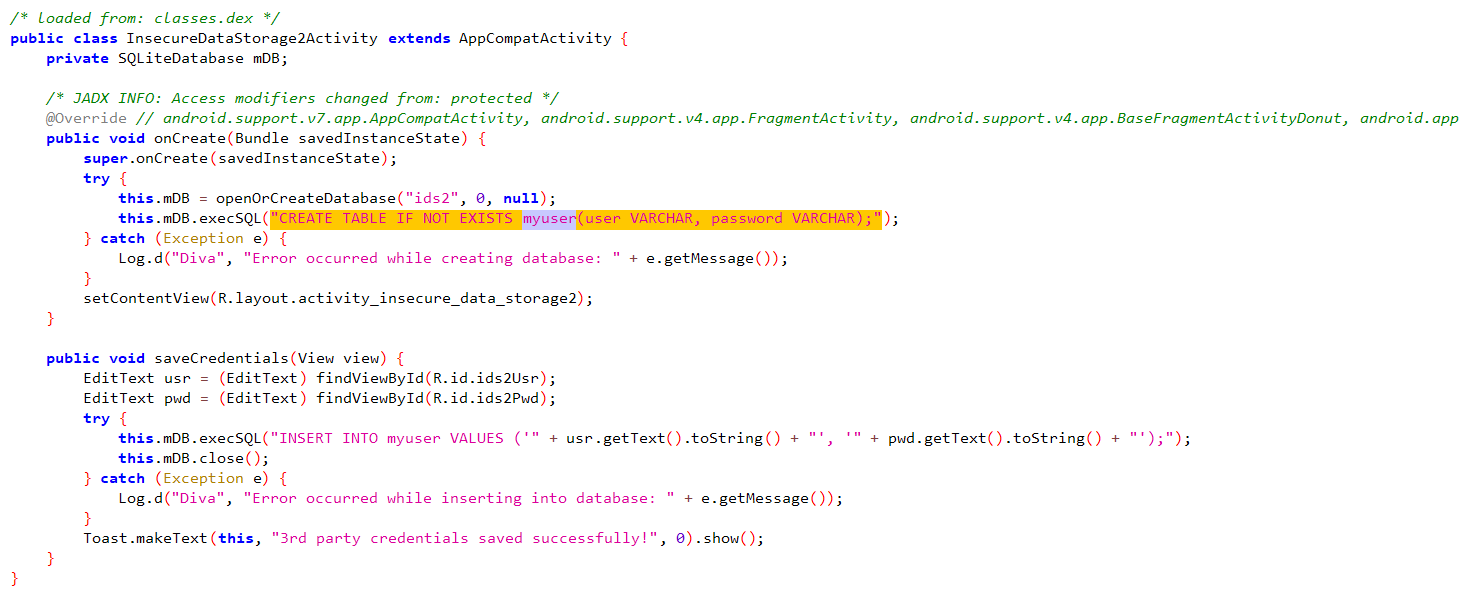 /* loaded from: classes.dex */
public class InsecureDataStorage2Activity extends AppCompatActivity {
    private SQLiteDatabase mDB;

    /* JADX INFO: Access modifiers changed from: protected */
    @Override // android.support.v7.app.AppCompatActivity, android.support.v4.app.FragmentActivity, android.support.v4.app.BaseFragmentActivityDonut, android.app
    public void onCreate(Bundle savedInstanceState) {
        super.onCreate(savedInstanceState);
        try {
            this.mDB = openOrCreateDatabase("ids2", 0, null);
            this.mDB.execSQL("CREATE TABLE IF NOT EXISTS myuser(user VARCHAR, password VARCHAR);");
        } catch (Exception e) {
            Log.d("Diva", "Error occurred while creating database: " + e.getMessage());
        }
        setContentView(R.layout.activity_insecure_data_storage2);
    }

    public void saveCredentials(View view) {
        EditText usr = (EditText) findViewById(R.id.ids2Usr);
        EditText pwd = (EditText) findViewById(R.id.ids2Pwd);
        try {
            this.mDB.execSQL("INSERT INTO myuser VALUES ('" + usr.getText().toString() + "', '" + pwd.getText().toString() + "');");
            this.mDB.close();
        } catch (Exception e) {
            Log.d("Diva", "Error occurred while inserting into database: " + e.getMessage());
        }
        Toast.makeText(this, "3rd party credentials saved successfully!", 0).show();
    }
}